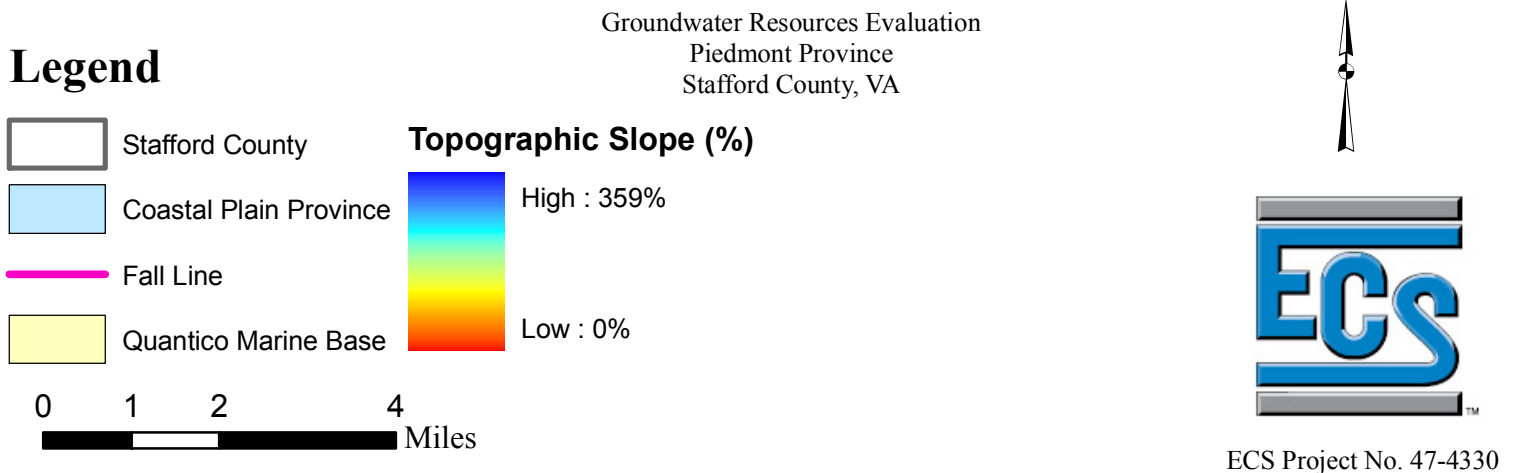 Groundwater Resources Evaluation
Piedmont Province
Stafford County, VA
Legend
Stafford County
Coastal Plain Province
Fall Line
Quantico Marine Base
Topographic Slope (%)
High : 359%
Low : 0%
0 1 2 4
Miles
ECS
TM
ECS Project No. 47-4330